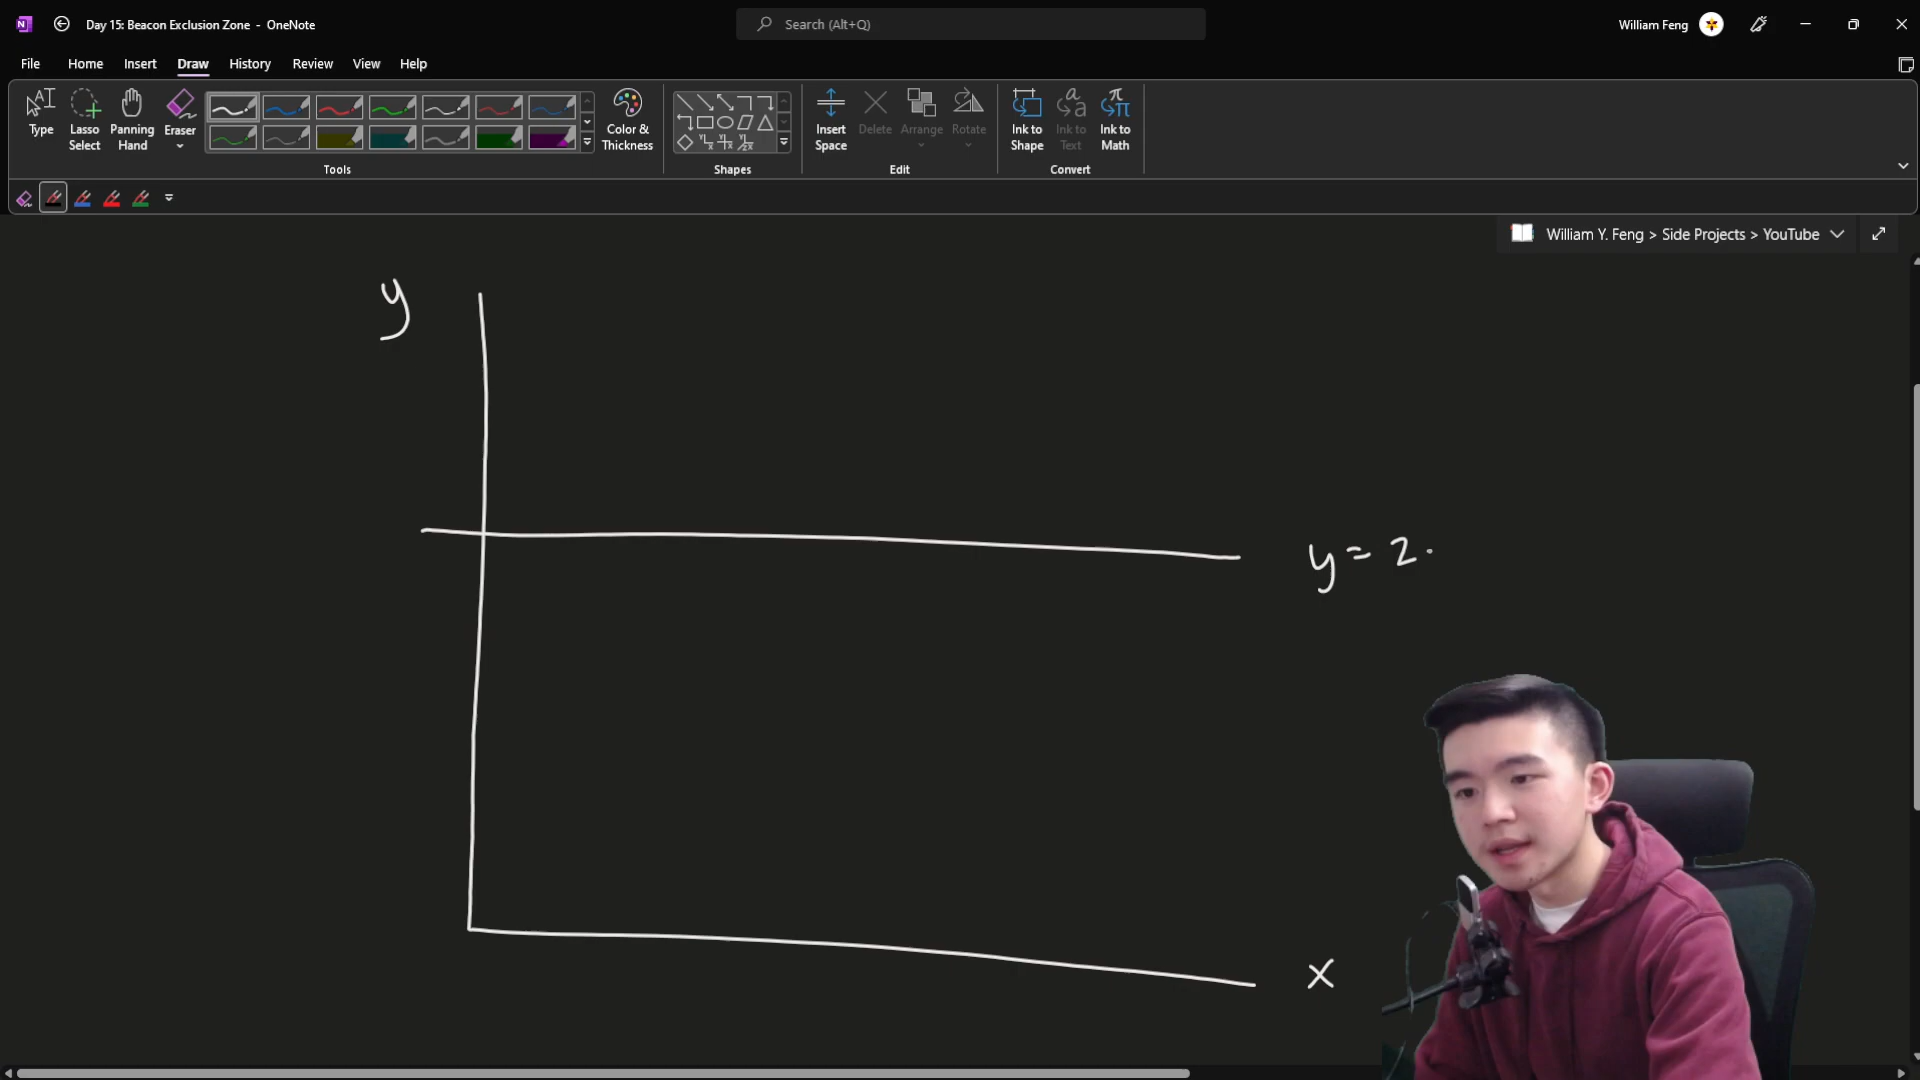 Day 15: Beacon Exclusion Zone - OneNote
Search (Alt+Q)
William Feng
File Home Insert Draw History Review View Help
Type
Lasso Select
Panning Hand
Eraser
Color & Thickness
Insert Space
Delete
Arrange
Rotate
Ink to Shape
Ink to Text
Ink to Math
Tools
Shapes
Edit
Convert
William Y. Feng > Side Projects > YouTube
y
y = 2.
x